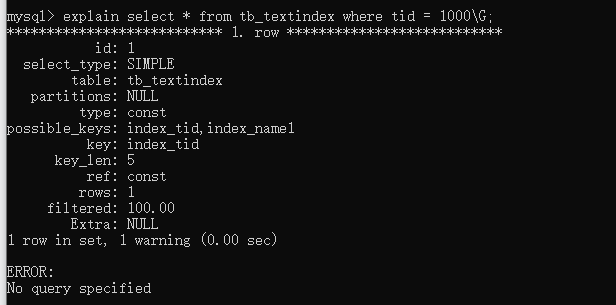 mysql> explain select * from tb_textindex where tid = 1000\G;
*************************** 1. row ***************************
id: 1
select_type: SIMPLE
table: tb_textindex
partitions: NULL
type: const
possible_keys: index_tid,index_name1
key: index_tid
key_len: 5
ref: const
rows: 1
filtered: 100.00
Extra: NULL
1 row in set, 1 warning (0.00 sec)
ERROR:
No query specified